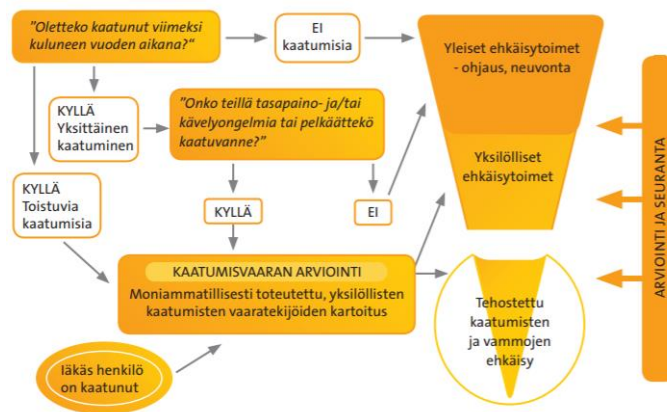 ”Oletteko kaatunut viimeksi
kuluneen vuoden aikana?“
EI
kaatumisia
Yleiset ehkäisytoimet
- ohjaus, neuvonta
KYLLÄ
Yksittäinen
kaatuminen
”Onko teillä tasapaino- ja/tai
kävelyongelmia tai pelkäättekö
kaatuvanne?”
Yksilölliset
ehkäisytoimet
KYLLÄ
Toistuvia
kaatumisia
KYLLÄ
EI
KAATUMISVAARAN ARVIOINTI
Moniammatillisesti toteutettu, yksilöllisten
kaatumisten vaaratekijöiden kartoitus
Tehostettu
kaatumisten
ja vammojen
ehkäisy
Iäkäs henkilö
on kaatunut
ARVIOINTI JA SEURANTA